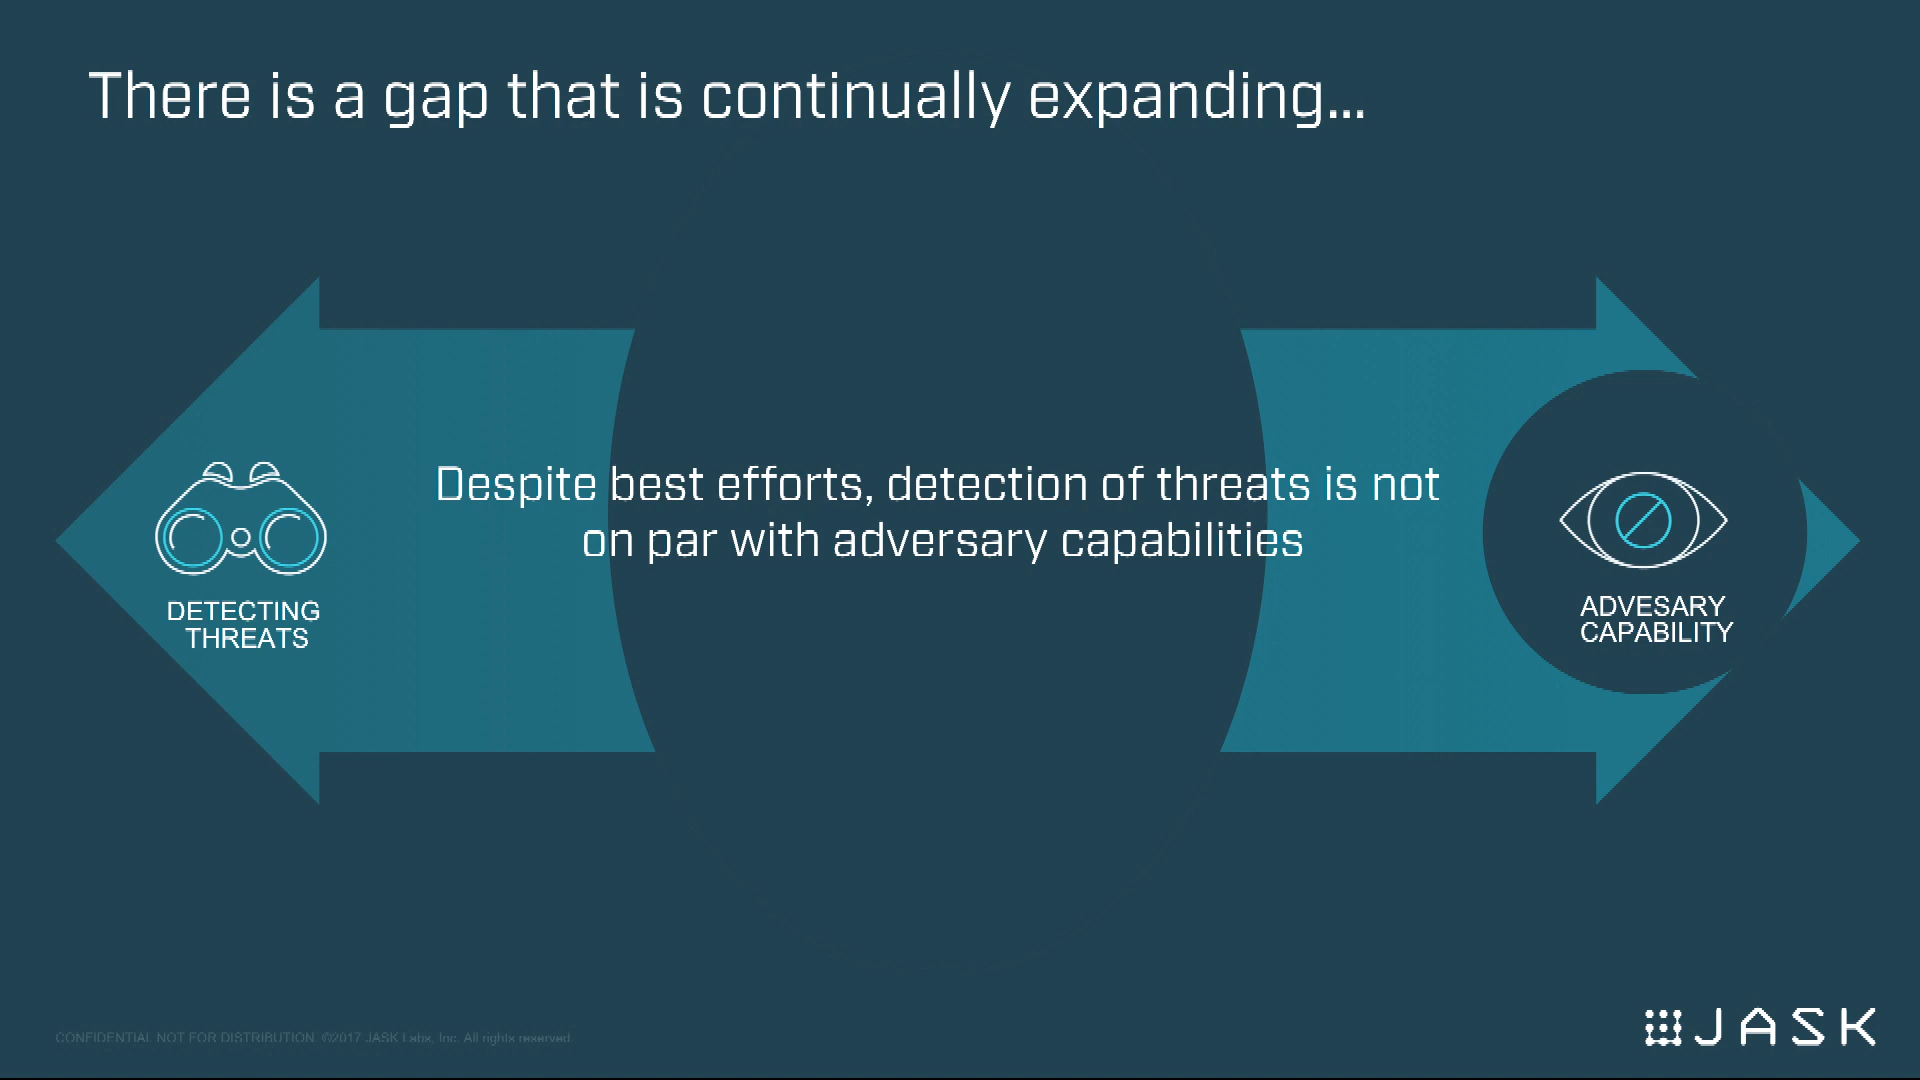 There is a gap that is continually expanding...
Despite best efforts, detection of threats is not
on par with adversary capabilities
DETECTING
THREATS
ADVESARY
CAPABILITY
CONFIDENTIAL NOT FOR DISTRIBUTION. ©2017 JASK Labs, Inc. All rights reserved.
JASK